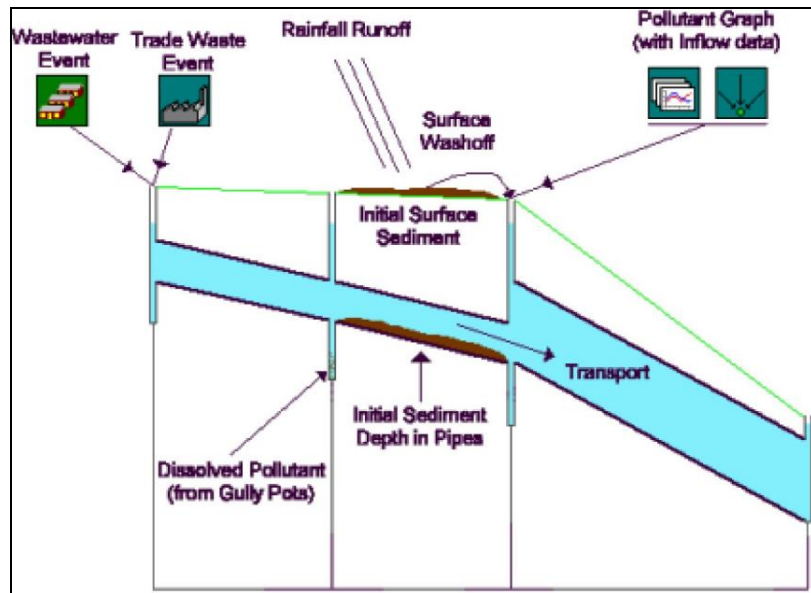 Wastewater
Event
Trade Waste
Event
Rainfall Runoff
Pollutant Graph
(with Inflow data)
Surface
Washoff
Initial Surface
Sediment
Transport
Initial Sediment
Depth in Pipes
Dissolved Pollutant
(from Gully Pots)